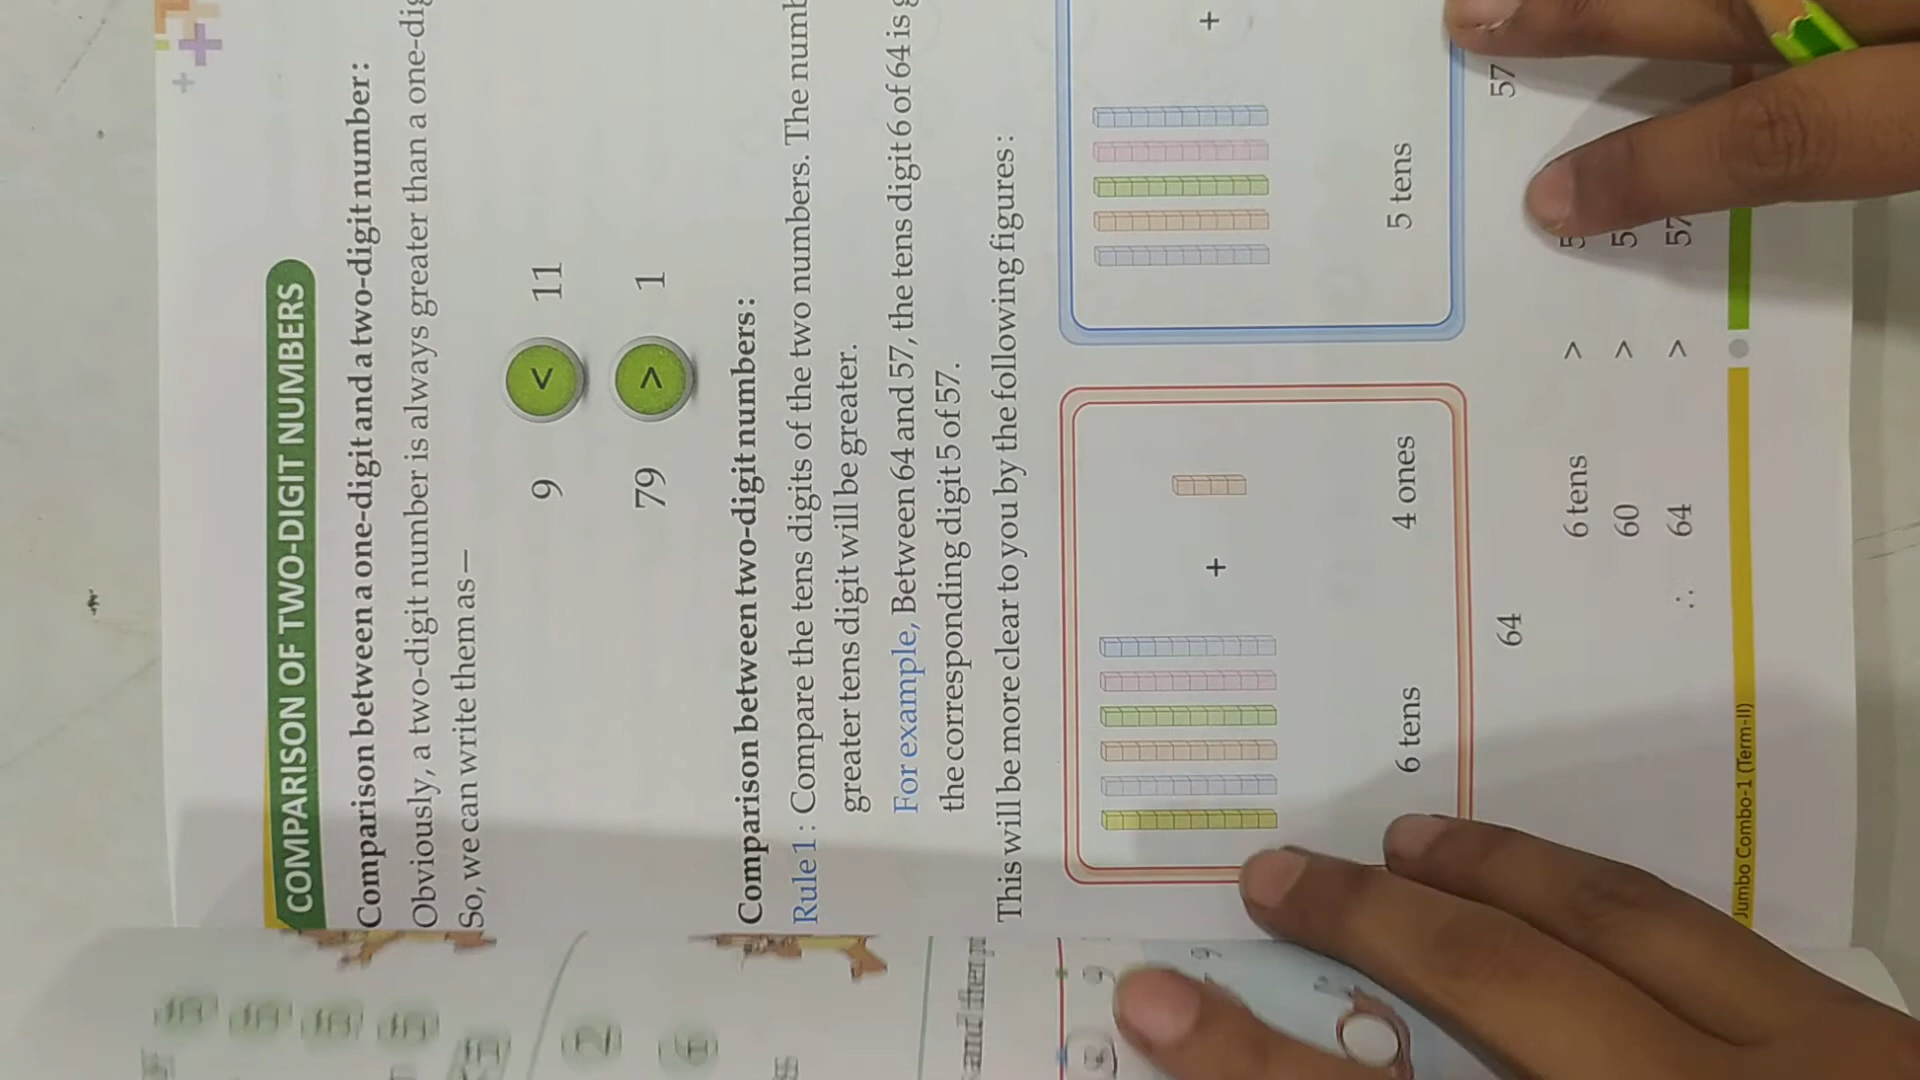 COMPARISON OF TWO-DIGIT NUMBERS
Comparison between a one-digit and a two-digit number :
Obviously, a two-digit number is always greater than a one-dig
So, we can write them as—
9 < 11
79 > 1
Comparison between two-digit numbers :
Rule 1 : Compare the tens digits of the two numbers. The numb
greater tens digit will be greater.
For example, Between 64 and 57, the tens digit 6 of 64 is g
the corresponding digit 5 of 57.
This will be more clear to you by the following figures :
+ +
6 tens 4 ones 5 tens
64 57
6 tens > 5
60 > 5
∴ 64 > 57
Jumbo Combo-1 (Term-II)